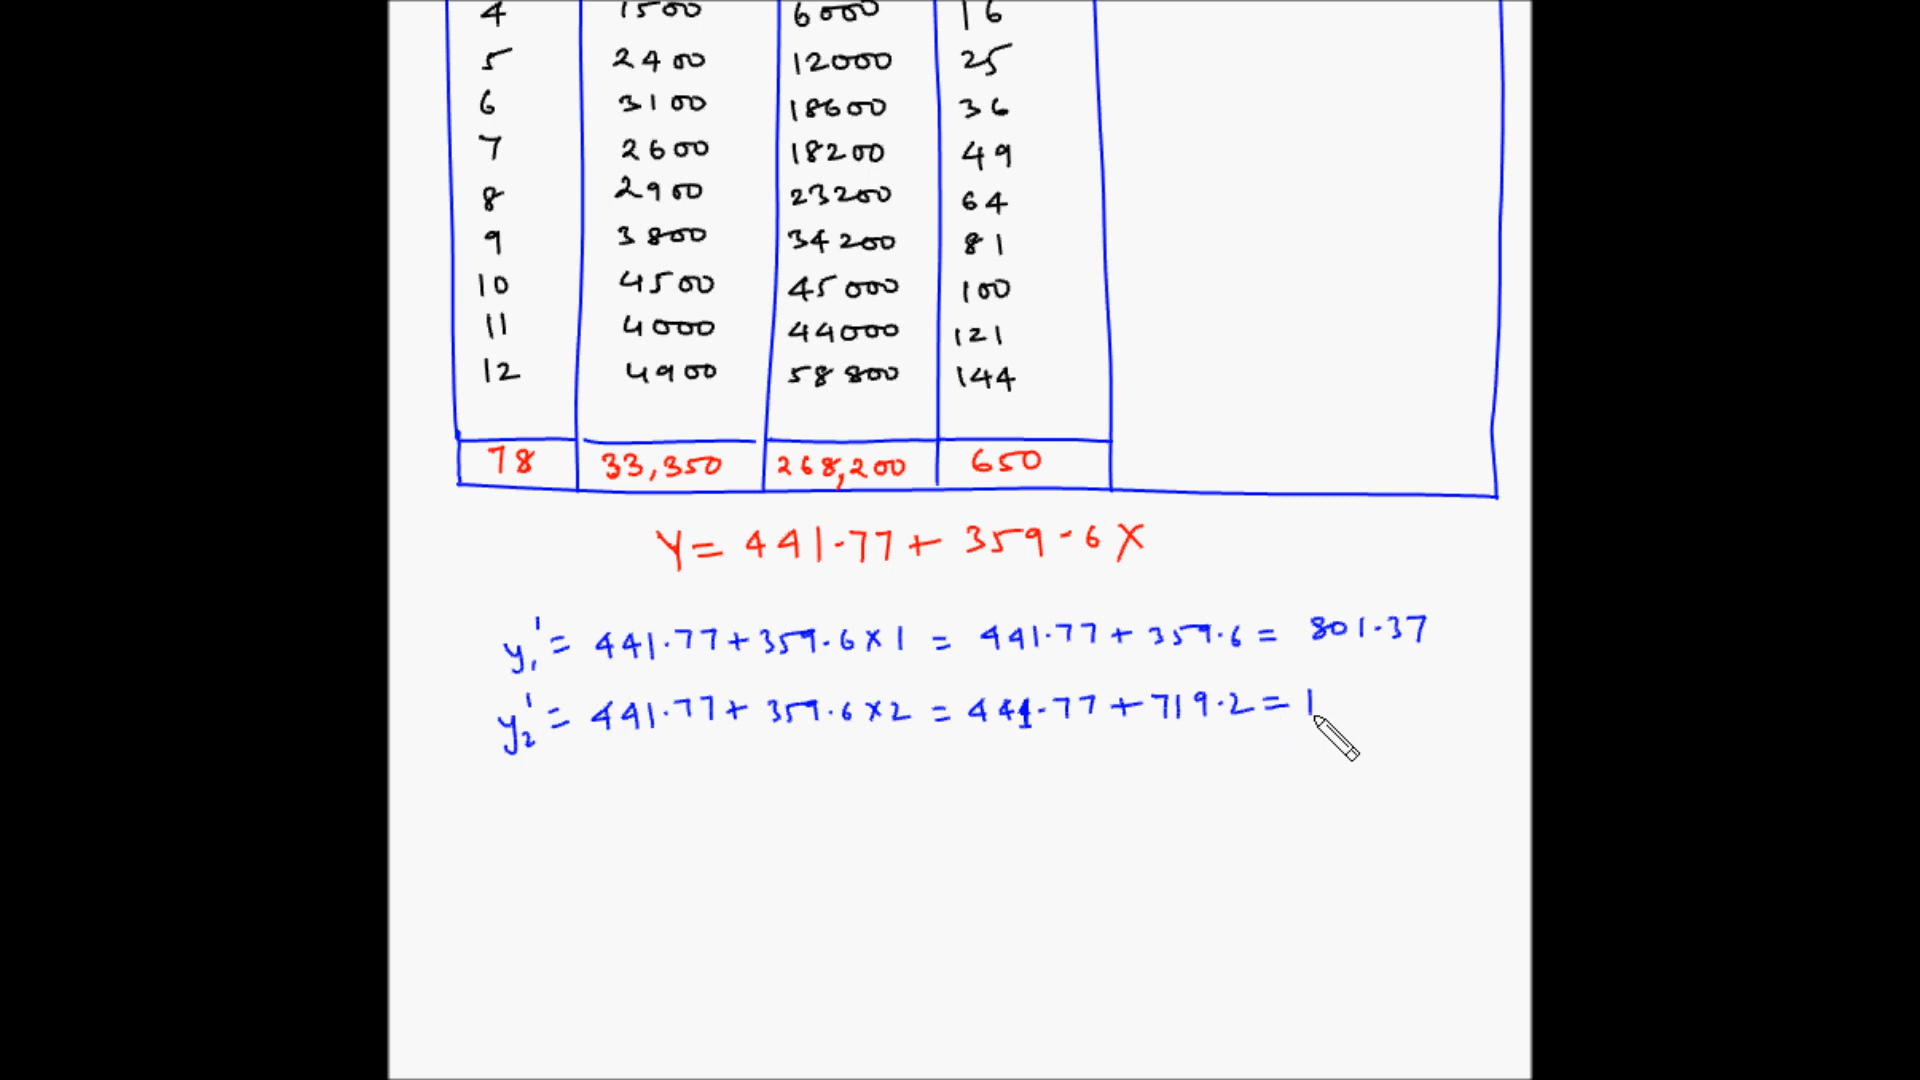 4 1500 6000 16
5 2400 12000 25
6 3100 18600 36
7 2600 18200 49
8 2900 23200 64
9 3800 34200 81
10 4500 45000 100
11 4000 44000 121
12 4900 58800 144
78 33,350 268,200 650
Y = 441.77 + 359.6 X
y₁' = 441.77 + 359.6 × 1 = 441.77 + 359.6 = 801.37
y₂' = 441.77 + 359.6 × 2 = 441.77 + 719.2 = 1